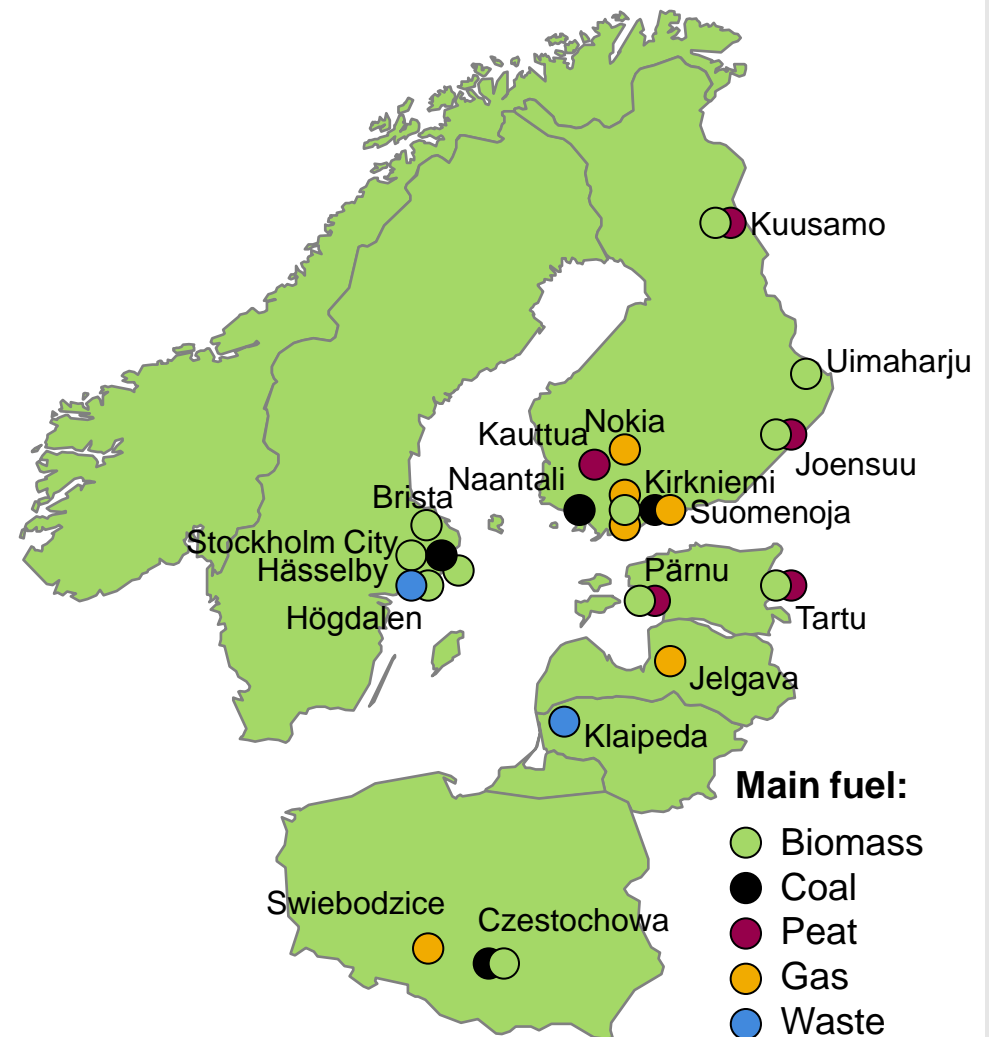 Kuusamo
Uimaharju
Nokia
Kauttua
Joensuu
Naantali
Kirkniemi
Brista
Suomenoja
Stockholm City
Hässelby
Pärnu
Högdalen
Tartu
Jelgava
Klaipeda
Main fuel:
Biomass
Coal
Swiebodzice
Czestochowa
Peat
Gas
Waste